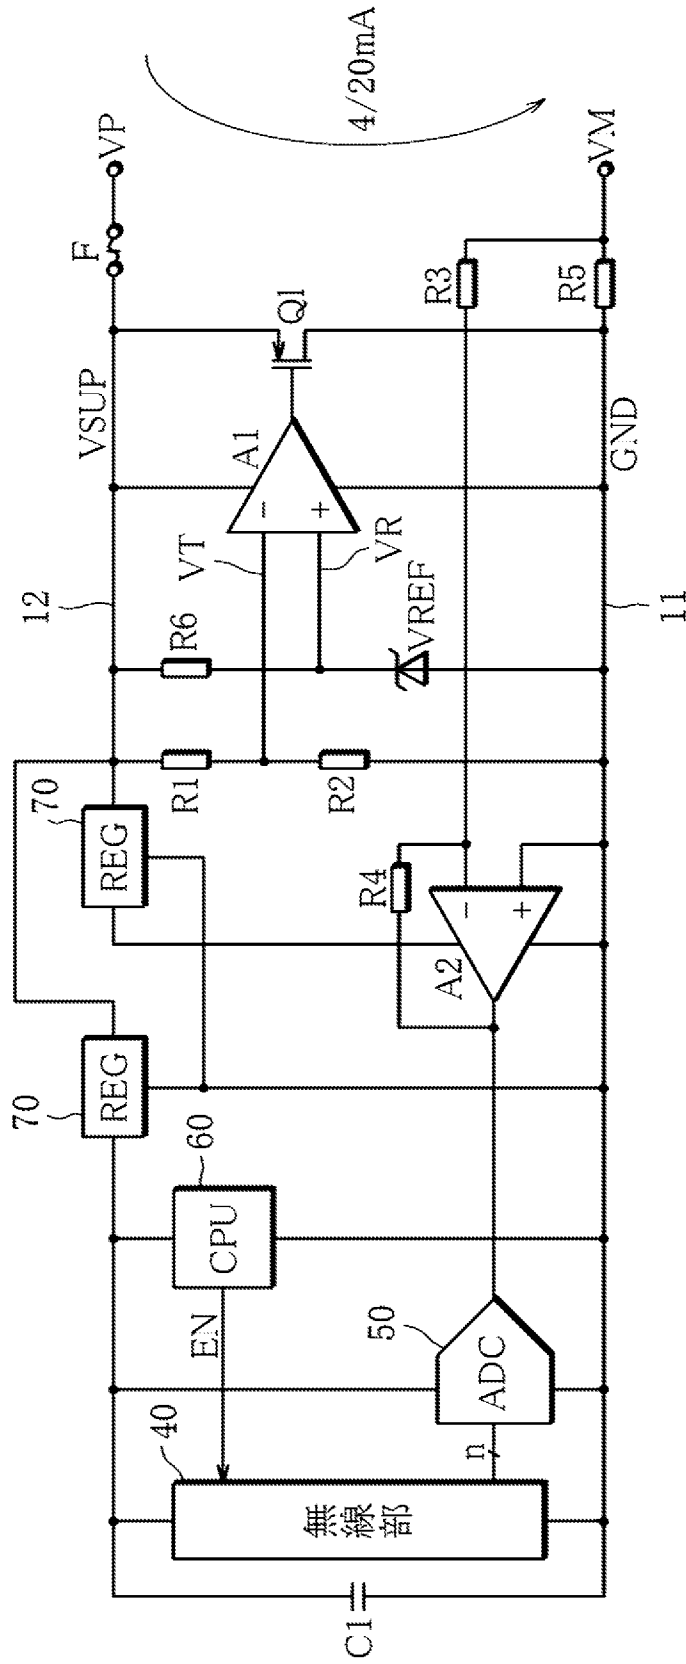 C1
無線部
40
n
ADC
50
EN
CPU
60
REG
70
REG
70
A2
−
+
R4
R1
R2
R6
VREF
12
11
VT
VR
A1
−
+
VSUP
GND
Q1
F
R3
R5
VP
VM
4/20mA